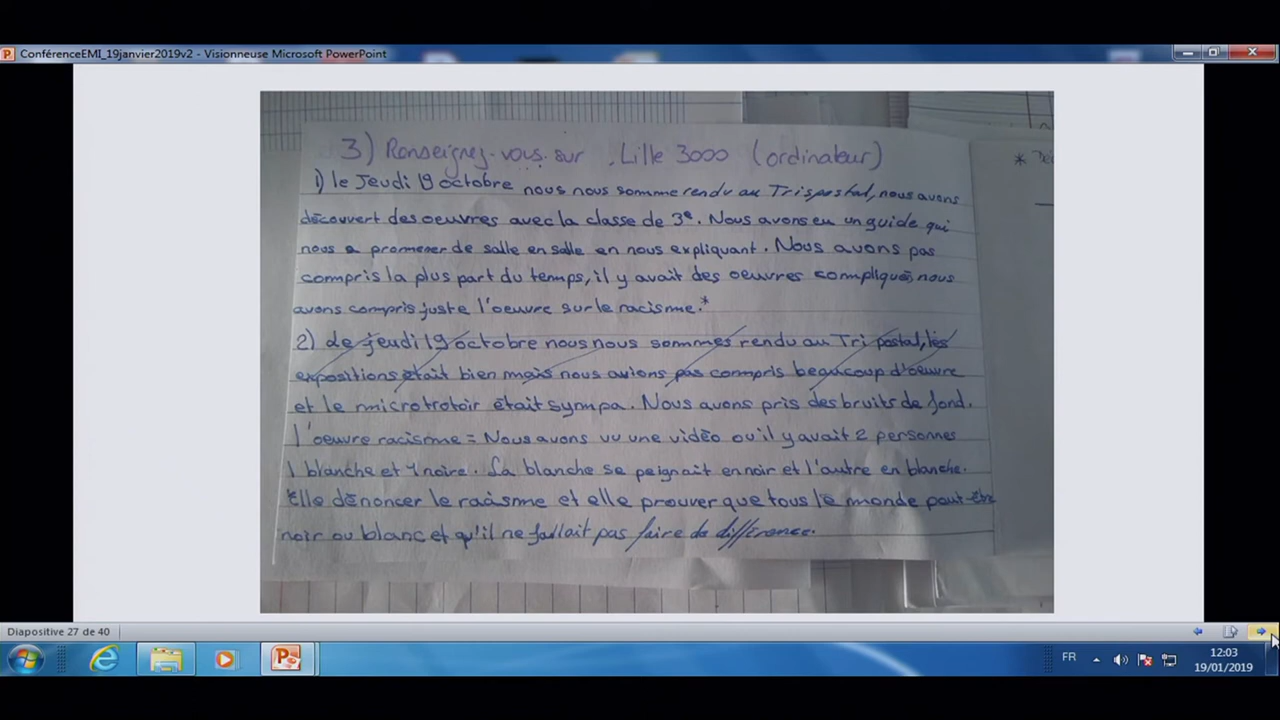 ConférenceEMI_19janvier2019v2 - Visionneuse Microsoft PowerPoint
3) Renseignez-vous sur Lille 3000 (ordinateur)
1) le Jeudi 19 octobre nous nous somme rendu au Trispostal, nous avons
découvert des oeuvres avec la classe de 3e. Nous avons eu un guide qui
nous a promener de salle en salle en nous expliquant. Nous avons pas
compris la plus part du temps, il y avait des oeuvres compliqués, nous
avons compris juste l'oeuvre sur le racisme.*
2) de jeudi 19 octobre nous nous sommes rendu au Tri postal, les
expositions était bien mais nous avions pas compris beaucoup d'oeuvre
et le microtrotoir était sympa. Nous avons pris des bruits de fond.
l'oeuvre racisme = Nous avons vu une vidéo ou il y avait 2 personnes
1 blanche et 1 noire. La blanche se peignait en noir et l'autre en blanche.
Elle dénoncer le racisme et elle prouver que tous le monde peut être
noir ou blanc et qu'il ne fallait pas faire de différence.
Diapositive 27 de 40
FR
12:03
19/01/2019